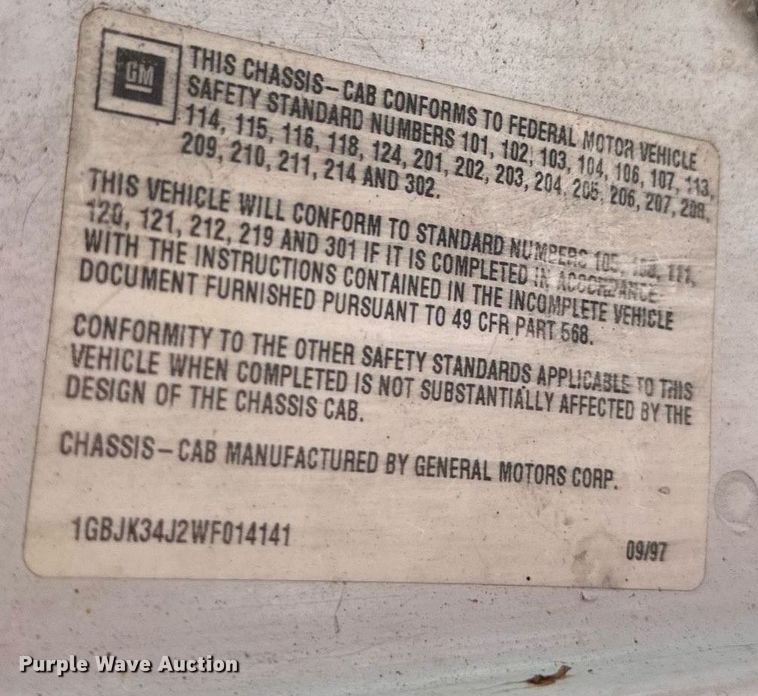 GM
THIS CHASSIS-CAB CONFORMS TO FEDERAL MOTOR VEHICLE
SAFETY STANDARD NUMBERS 101, 102, 103, 104, 106, 107, 113,
114, 115, 116, 118, 124, 201, 202, 203, 204, 205, 206, 207, 208,
209, 210, 211, 214 AND 302.
THIS VEHICLE WILL CONFORM TO STANDARD NUMBERS 105, 111,
120, 121, 212, 219 AND 301 IF IT IS COMPLETED IN ACCORDANCE
WITH THE INSTRUCTIONS CONTAINED IN THE INCOMPLETE VEHICLE
DOCUMENT FURNISHED PURSUANT TO 49 CFR PART 568.
CONFORMITY TO THE OTHER SAFETY STANDARDS APPLICABLE TO THIS
VEHICLE WHEN COMPLETED IS NOT SUBSTANTIALLY AFFECTED BY THE
DESIGN OF THE CHASSIS CAB.
CHASSIS-CAB MANUFACTURED BY GENERAL MOTORS CORP.
1GBJK34J2WF014141
09/97
Purple Wave Auction